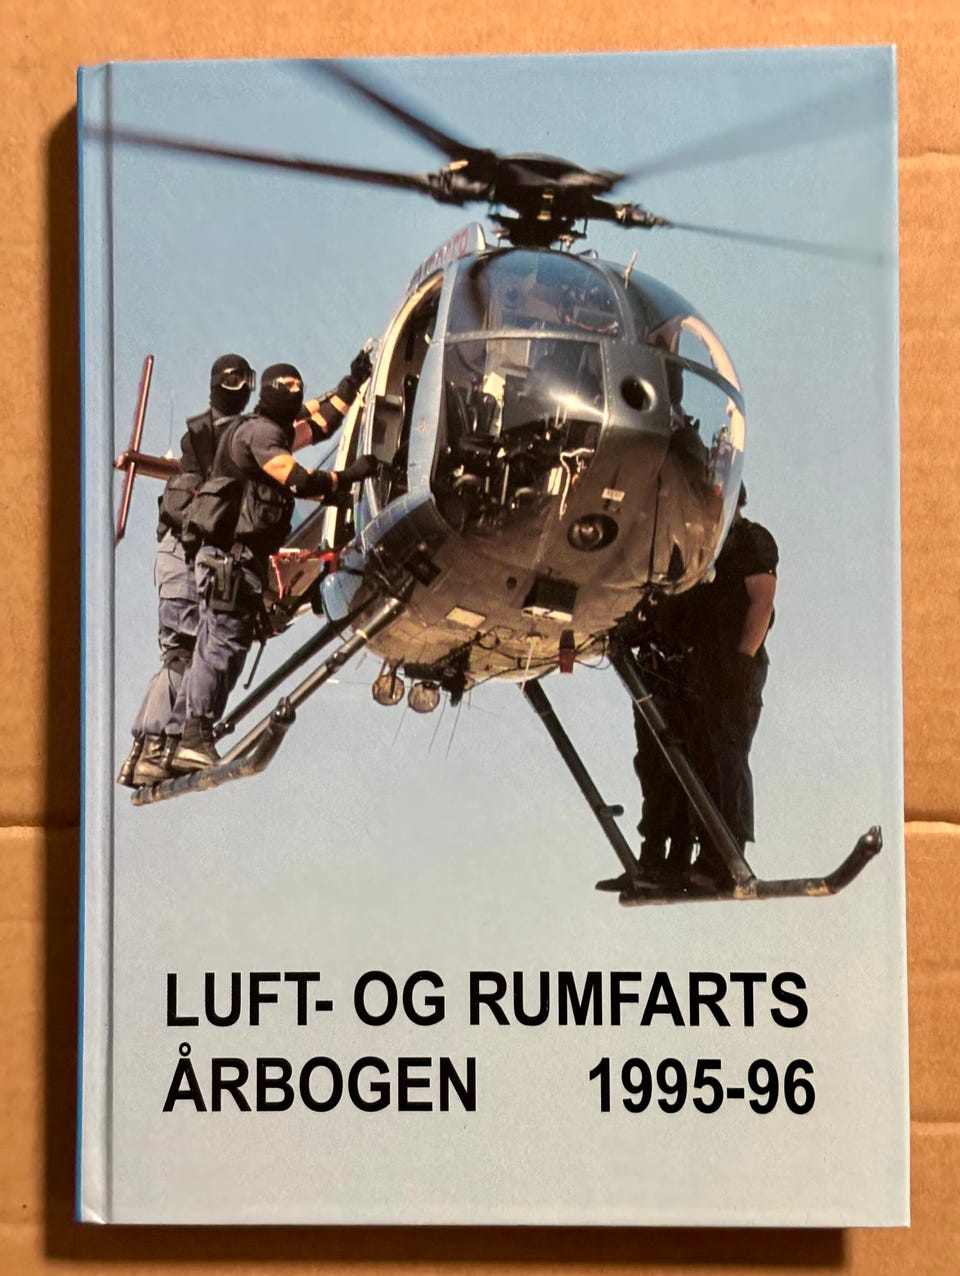 LUFT- OG RUMFARTS
ÅRBOGEN 1995-96